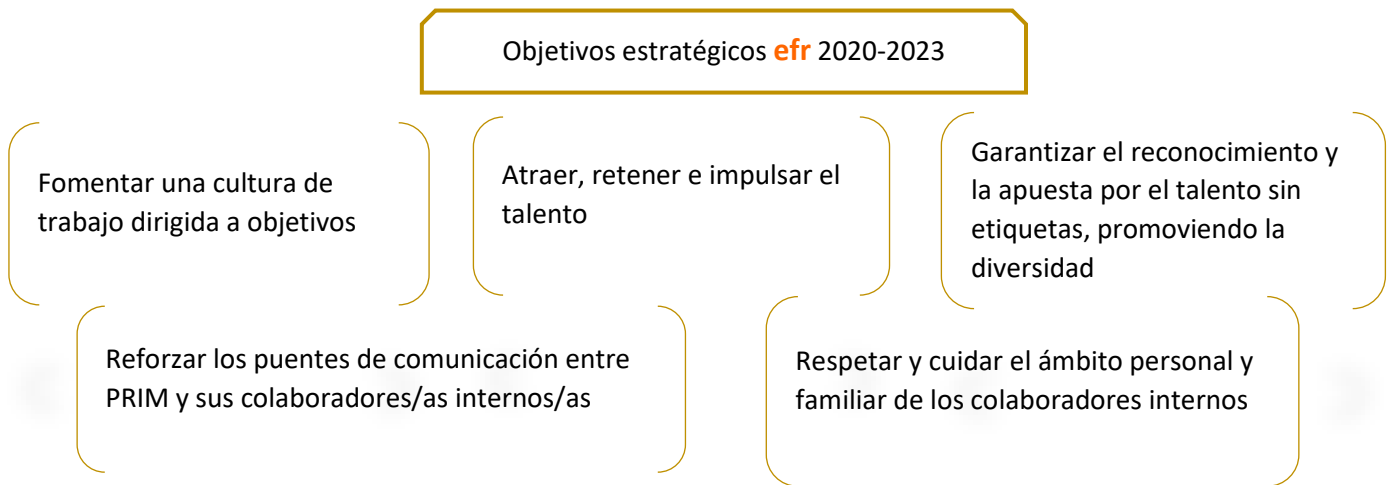 Objetivos estratégicos efr 2020-2023
Fomentar una cultura de
trabajo dirigida a objetivos
Atraer, retener e impulsar el
talento
Garantizar el reconocimiento y
la apuesta por el talento sin
etiquetas, promoviendo la
diversidad
Reforzar los puentes de comunicación entre
PRIM y sus colaboradores/as internos/as
Respetar y cuidar el ámbito personal y
familiar de los colaboradores internos